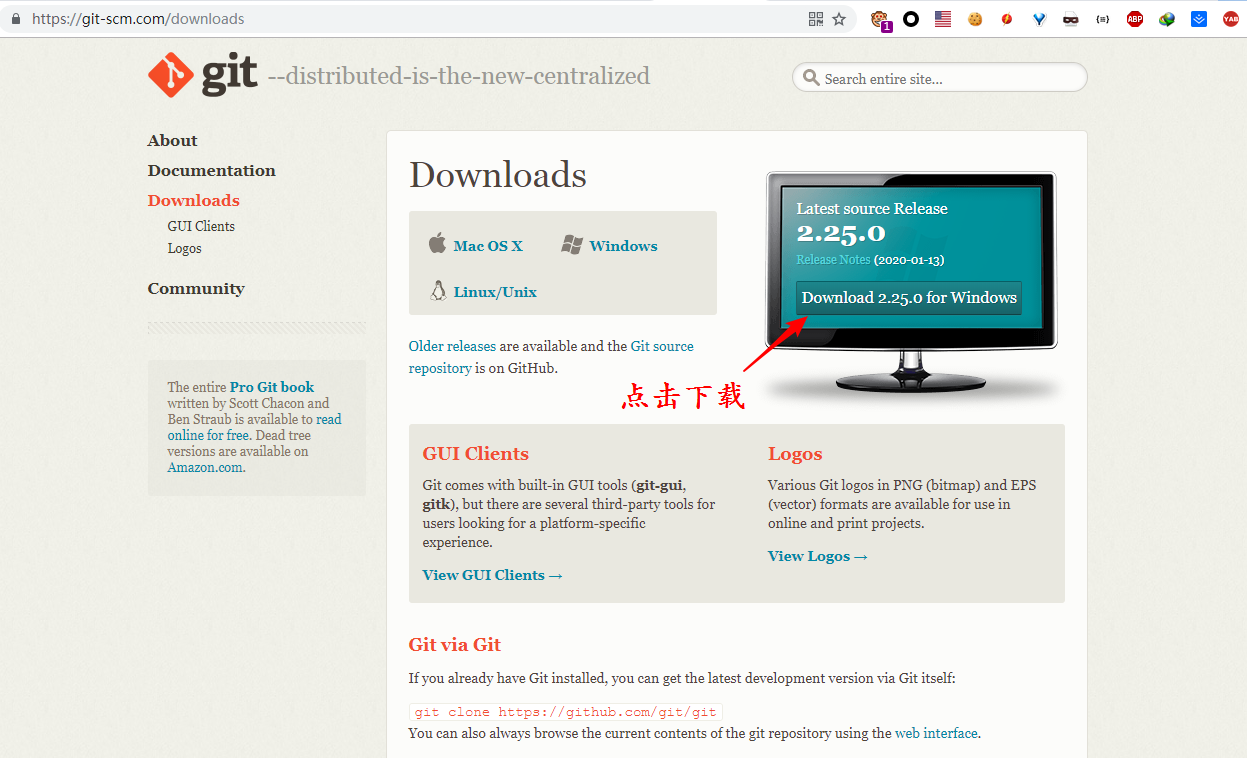 https://git-scm.com/downloads
1
ABP
YAB
git --distributed-is-the-new-centralized
Search entire site...
About
Documentation
Downloads
GUI Clients
Logos
Community
The entire Pro Git book
written by Scott Chacon and
Ben Straub is available to read
online for free. Dead tree
versions are available on
Amazon.com.
Downloads
Mac OS X
Windows
Linux/Unix
Older releases are available and the Git source
repository is on GitHub.
Latest source Release
2.25.0
Release Notes (2020-01-13)
Download 2.25.0 for Windows
点击下载
GUI Clients
Git comes with built-in GUI tools (git-gui,
gitk), but there are several third-party tools for
users looking for a platform-specific
experience.
View GUI Clients →
Logos
Various Git logos in PNG (bitmap) and EPS
(vector) formats are available for use in
online and print projects.
View Logos →
Git via Git
If you already have Git installed, you can get the latest development version via Git itself:
git clone https://github.com/git/git
You can also always browse the current contents of the git repository using the web interface.